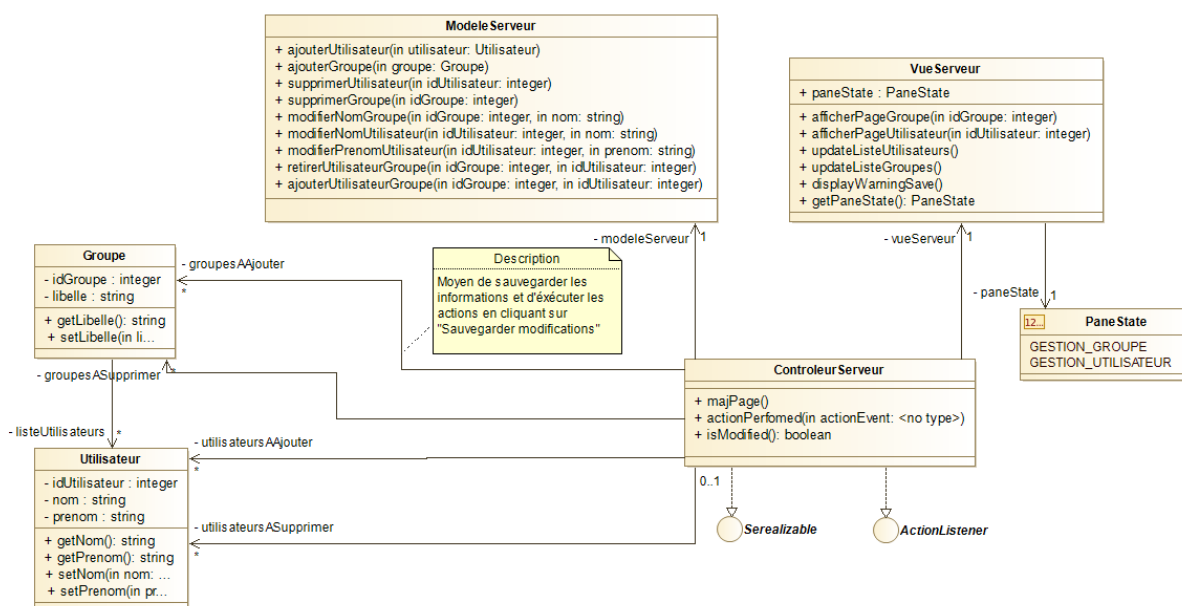 ModeleServeur
+ ajouterUtilisateur(in utilisateur: Utilisateur)
+ ajouterGroupe(in groupe: Groupe)
+ supprimerUtilisateur(in idUtilisateur: integer)
+ supprimerGroupe(in idGroupe: integer)
+ modifierNomGroupe(in idGroupe: integer, in nom: string)
+ modifierNomUtilisateur(in idUtilisateur: integer, in nom: string)
+ modifierPrenomUtilisateur(in idUtilisateur: integer, in prenom: string)
+ retirerUtilisateurGroupe(in idGroupe: integer, in idUtilisateur: integer)
+ ajouterUtilisateurGroupe(in idGroupe: integer, in idUtilisateur: integer)
VueServeur
+ paneState : PaneState
+ afficherPageGroupe(in idGroupe: integer)
+ afficherPageUtilisateur(in idUtilisateur: integer)
+ updateListeUtilisateurs()
+ updateListeGroupes()
+ displayWarningSave()
+ getPaneState(): PaneState
- modeleServeur
1
- vueServeur
1
- paneState
1
12...
PaneState
GESTION_GROUPE
GESTION_UTILISATEUR
Groupe
- idGroupe : integer
- libelle : string
+ getLibelle(): string
+ setLibelle(in li...
- groupesAAjouter
*
Description
Moyen de sauvegarder les
informations et d'éxécuter les
actions en cliquant sur
"Sauvegarder modifications"
- groupesASupprimer
*
ControleurServeur
+ majPage()
+ actionPerfomed(in actionEvent: <no type>)
+ isModified(): boolean
- listeUtilisateurs
*
- utilisateursAAjouter
*
Utilisateur
- idUtilisateur : integer
- nom : string
- prenom : string
+ getNom(): string
+ getPrenom(): string
+ setNom(in nom: ...
+ setPrenom(in pr...
- utilisateursASupprimer
*
0..1
Serealizable
ActionListener